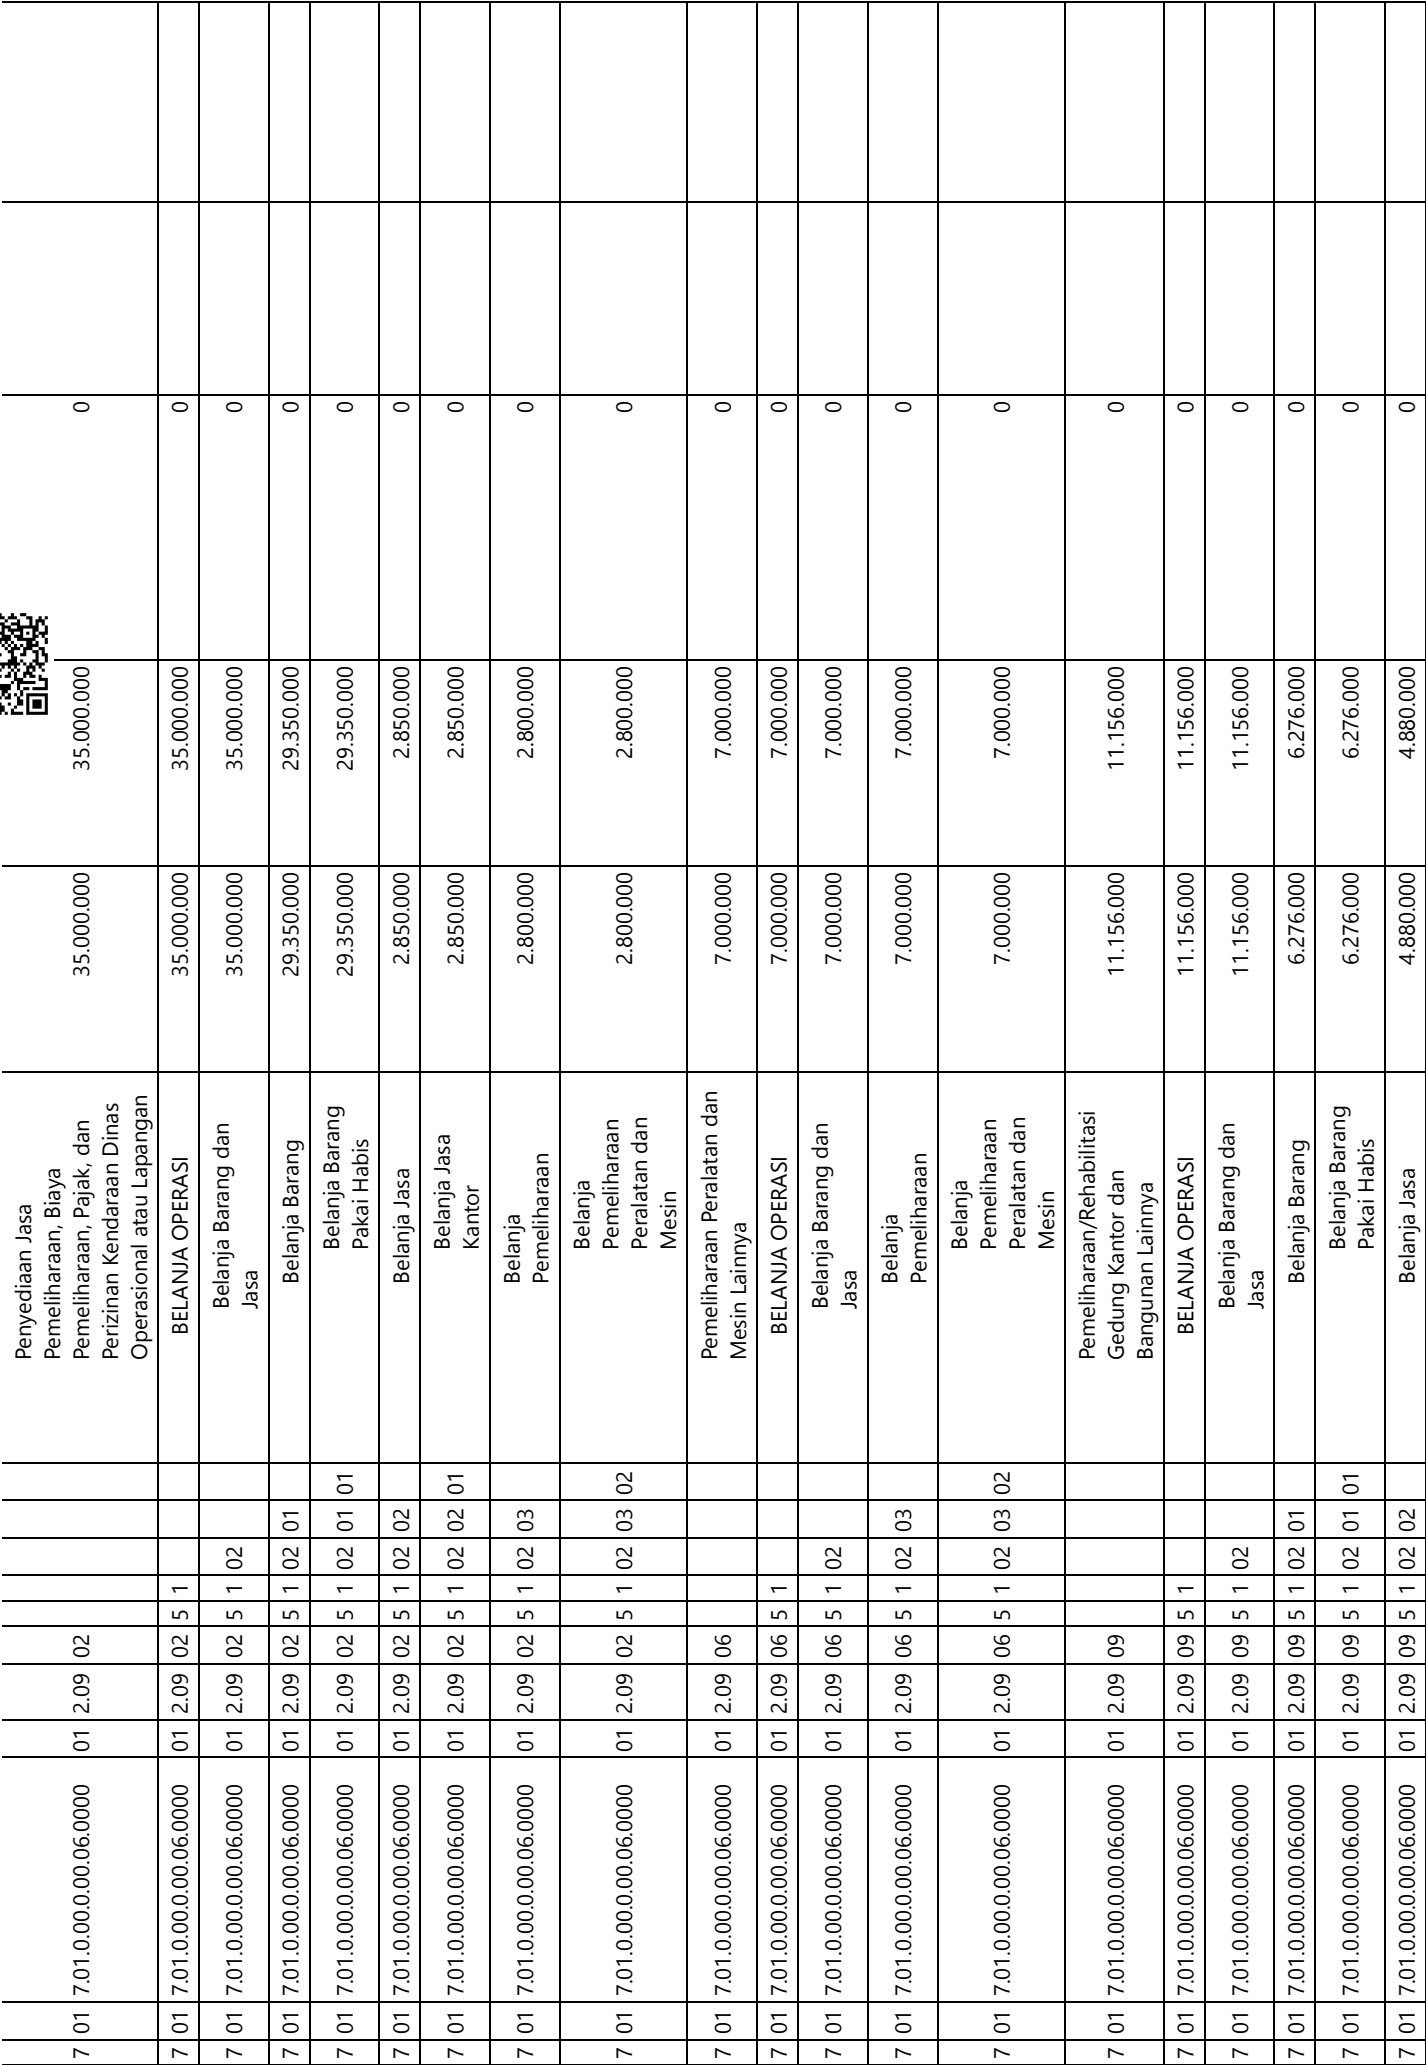 7 01 7.01.0.00.0.00.06.0000 01 2.09 02 Penyediaan Jasa 35.000.000 35.000.000 0
Pemeliharaan, Biaya
Pemeliharaan, Pajak, dan
Perizinan Kendaraan Dinas
Operasional atau Lapangan
7 01 7.01.0.00.0.00.06.0000 01 2.09 02 5 1 BELANJA OPERASI 35.000.000 35.000.000 0
7 01 7.01.0.00.0.00.06.0000 01 2.09 02 5 1 02 Belanja Barang dan 35.000.000 35.000.000 0
Jasa
7 01 7.01.0.00.0.00.06.0000 01 2.09 02 5 1 02 01 Belanja Barang 29.350.000 29.350.000 0
7 01 7.01.0.00.0.00.06.0000 01 2.09 02 5 1 02 01 01 Belanja Barang 29.350.000 29.350.000 0
Pakai Habis
7 01 7.01.0.00.0.00.06.0000 01 2.09 02 5 1 02 02 Belanja Jasa 2.850.000 2.850.000 0
7 01 7.01.0.00.0.00.06.0000 01 2.09 02 5 1 02 02 01 Belanja Jasa 2.850.000 2.850.000 0
Kantor
7 01 7.01.0.00.0.00.06.0000 01 2.09 02 5 1 02 03 Belanja 2.800.000 2.800.000 0
Pemeliharaan
7 01 7.01.0.00.0.00.06.0000 01 2.09 02 5 1 02 03 02 Belanja 2.800.000 2.800.000 0
Pemeliharaan
Peralatan dan
Mesin
7 01 7.01.0.00.0.00.06.0000 01 2.09 06 Pemeliharaan Peralatan dan 7.000.000 7.000.000 0
Mesin Lainnya
7 01 7.01.0.00.0.00.06.0000 01 2.09 06 5 1 BELANJA OPERASI 7.000.000 7.000.000 0
7 01 7.01.0.00.0.00.06.0000 01 2.09 06 5 1 02 Belanja Barang dan 7.000.000 7.000.000 0
Jasa
7 01 7.01.0.00.0.00.06.0000 01 2.09 06 5 1 02 03 Belanja 7.000.000 7.000.000 0
Pemeliharaan
7 01 7.01.0.00.0.00.06.0000 01 2.09 06 5 1 02 03 02 Belanja 7.000.000 7.000.000 0
Pemeliharaan
Peralatan dan
Mesin
7 01 7.01.0.00.0.00.06.0000 01 2.09 09 Pemeliharaan/Rehabilitasi 11.156.000 11.156.000 0
Gedung Kantor dan
Bangunan Lainnya
7 01 7.01.0.00.0.00.06.0000 01 2.09 09 5 1 BELANJA OPERASI 11.156.000 11.156.000 0
7 01 7.01.0.00.0.00.06.0000 01 2.09 09 5 1 02 Belanja Barang dan 11.156.000 11.156.000 0
Jasa
7 01 7.01.0.00.0.00.06.0000 01 2.09 09 5 1 02 01 Belanja Barang 6.276.000 6.276.000 0
7 01 7.01.0.00.0.00.06.0000 01 2.09 09 5 1 02 01 01 Belanja Barang 6.276.000 6.276.000 0
Pakai Habis
7 01 7.01.0.00.0.00.06.0000 01 2.09 09 5 1 02 02 Belanja Jasa 4.880.000 4.880.000 0